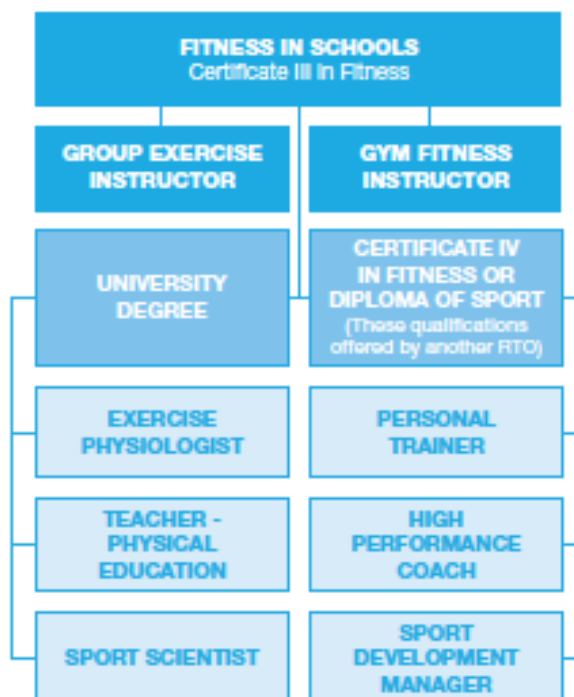 FITNESS IN SCHOOLS
Certificate III in Fitness
GROUP EXERCISE
INSTRUCTOR
GYM FITNESS
INSTRUCTOR
UNIVERSITY
DEGREE
CERTIFICATE IV
IN FITNESS OR
DIPLOMA OF SPORT
(These qualifications
offered by another RTO)
EXERCISE
PHYSIOLOGIST
PERSONAL
TRAINER
TEACHER -
PHYSICAL
EDUCATION
HIGH
PERFORMANCE
COACH
SPORT SCIENTIST
SPORT
DEVELOPMENT
MANAGER